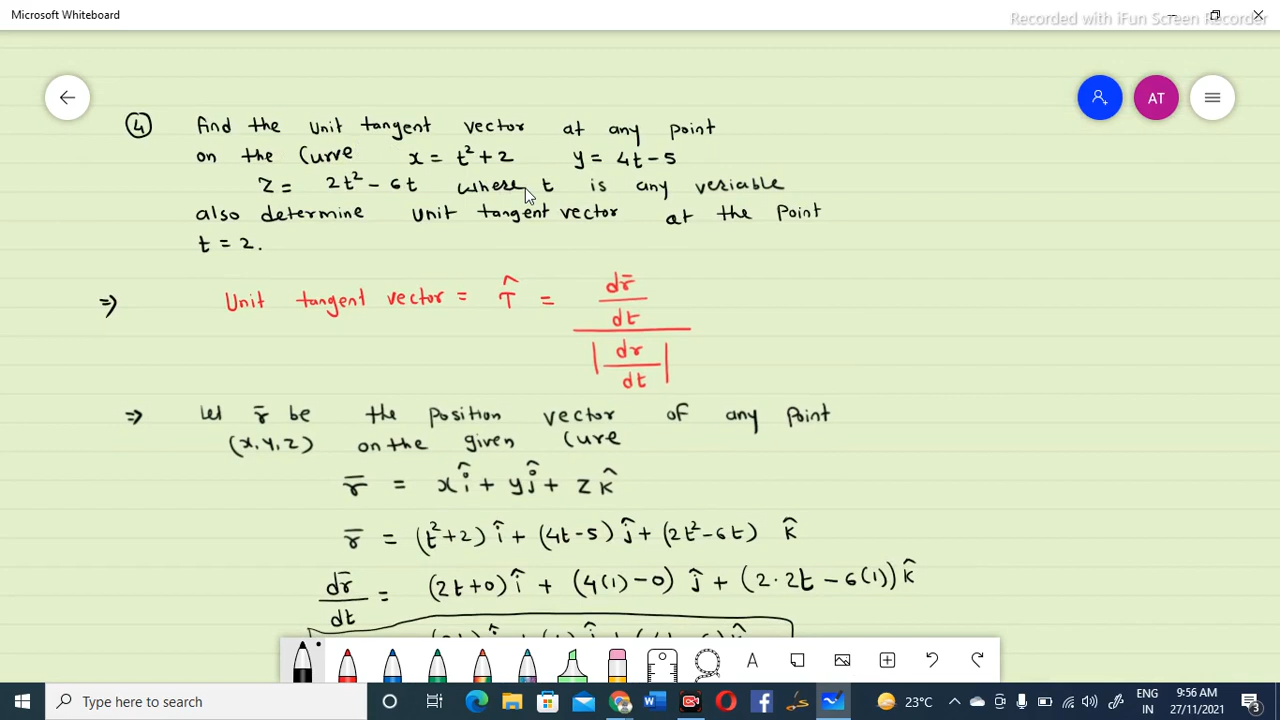 Microsoft Whiteboard
Recorded with iFun Screen Recorder
AT
④ find the unit tangent vector at any point
on the Curve x = t² + 2 y = 4t - 5
z = 2t² - 6t where t is any veriable
also determine unit tangent vector at the point
t = 2.
⇒ Unit tangent vector = T̂ = (dr̄/dt) / |dr/dt|
⇒ Let r̄ be the position vector of any point
(x, y, z) on the given Cure
r̄ = xî + yĵ + zk̂
r̄ = (t²+2) î + (4t-5) ĵ + (2t²-6t) k̂
dr̄/dt = (2t+0) î + (4(1)-0) ĵ + (2·2t - 6(1)) k̂
A
Type here to search
23°C
ENG
IN
9:56 AM
27/11/2021
3